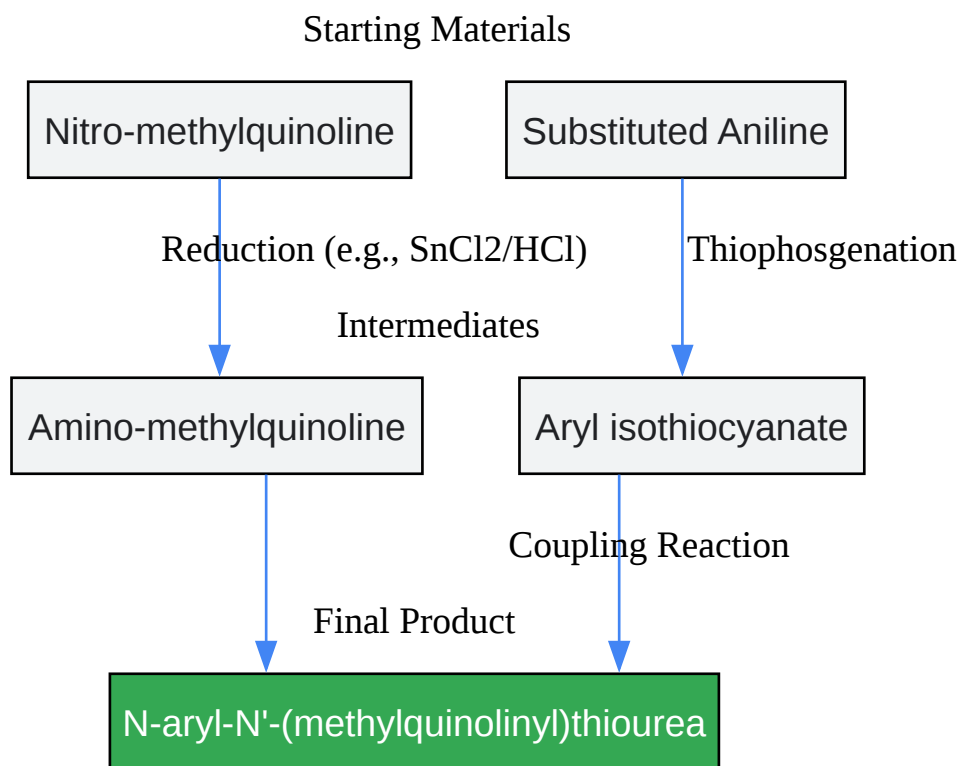 Starting Materials
Nitro-methylquinoline
Substituted Aniline
Reduction (e.g., SnCl2/HCl)
Thiophosgenation
Intermediates
Amino-methylquinoline
Aryl isothiocyanate
Coupling Reaction
Final Product
N-aryl-N'-(methylquinolinyl)thiourea